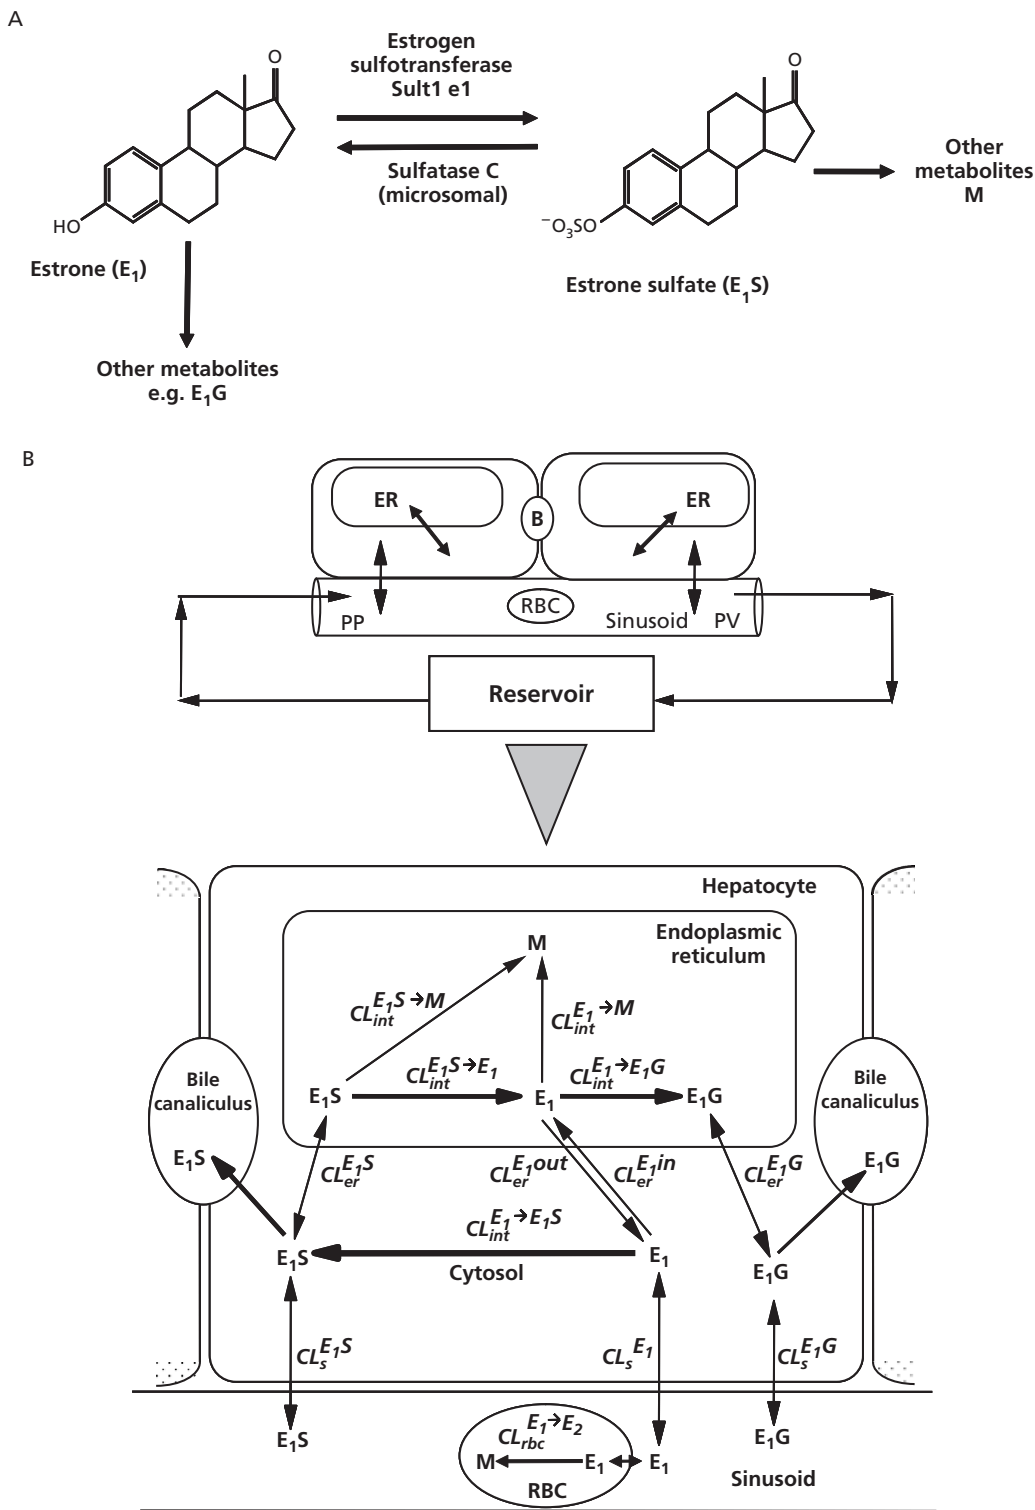 A
Estrogen
sulfotransferase
Sult1 e1
O
O
Sulfatase C
(microsomal)
Other
metabolites
M
HO
⁻O₃SO
Estrone (E₁)
Estrone sulfate (E₁S)
Other metabolites
e.g. E₁G
B
ER
B
ER
PP
RBC
Sinusoid
PV
Reservoir
Hepatocyte
Endoplasmic
reticulum
M
CL_int^E₁S→M
CL_int^E₁→M
CL_int^E₁S→E₁
CL_int^E₁→E₁G
E₁S
E₁
E₁G
Bile
canaliculus
E₁S
Bile
canaliculus
E₁G
CL_er^E₁S
CL_er^E₁out
CL_er^E₁in
CL_er^E₁G
CL_int^E₁→E₁S
E₁S
Cytosol
E₁
E₁G
CL_s^E₁S
CL_s^E₁
CL_s^E₁G
E₁S
CL_rbc^E₁→E₂
M
E₁
E₁
RBC
E₁G
Sinusoid